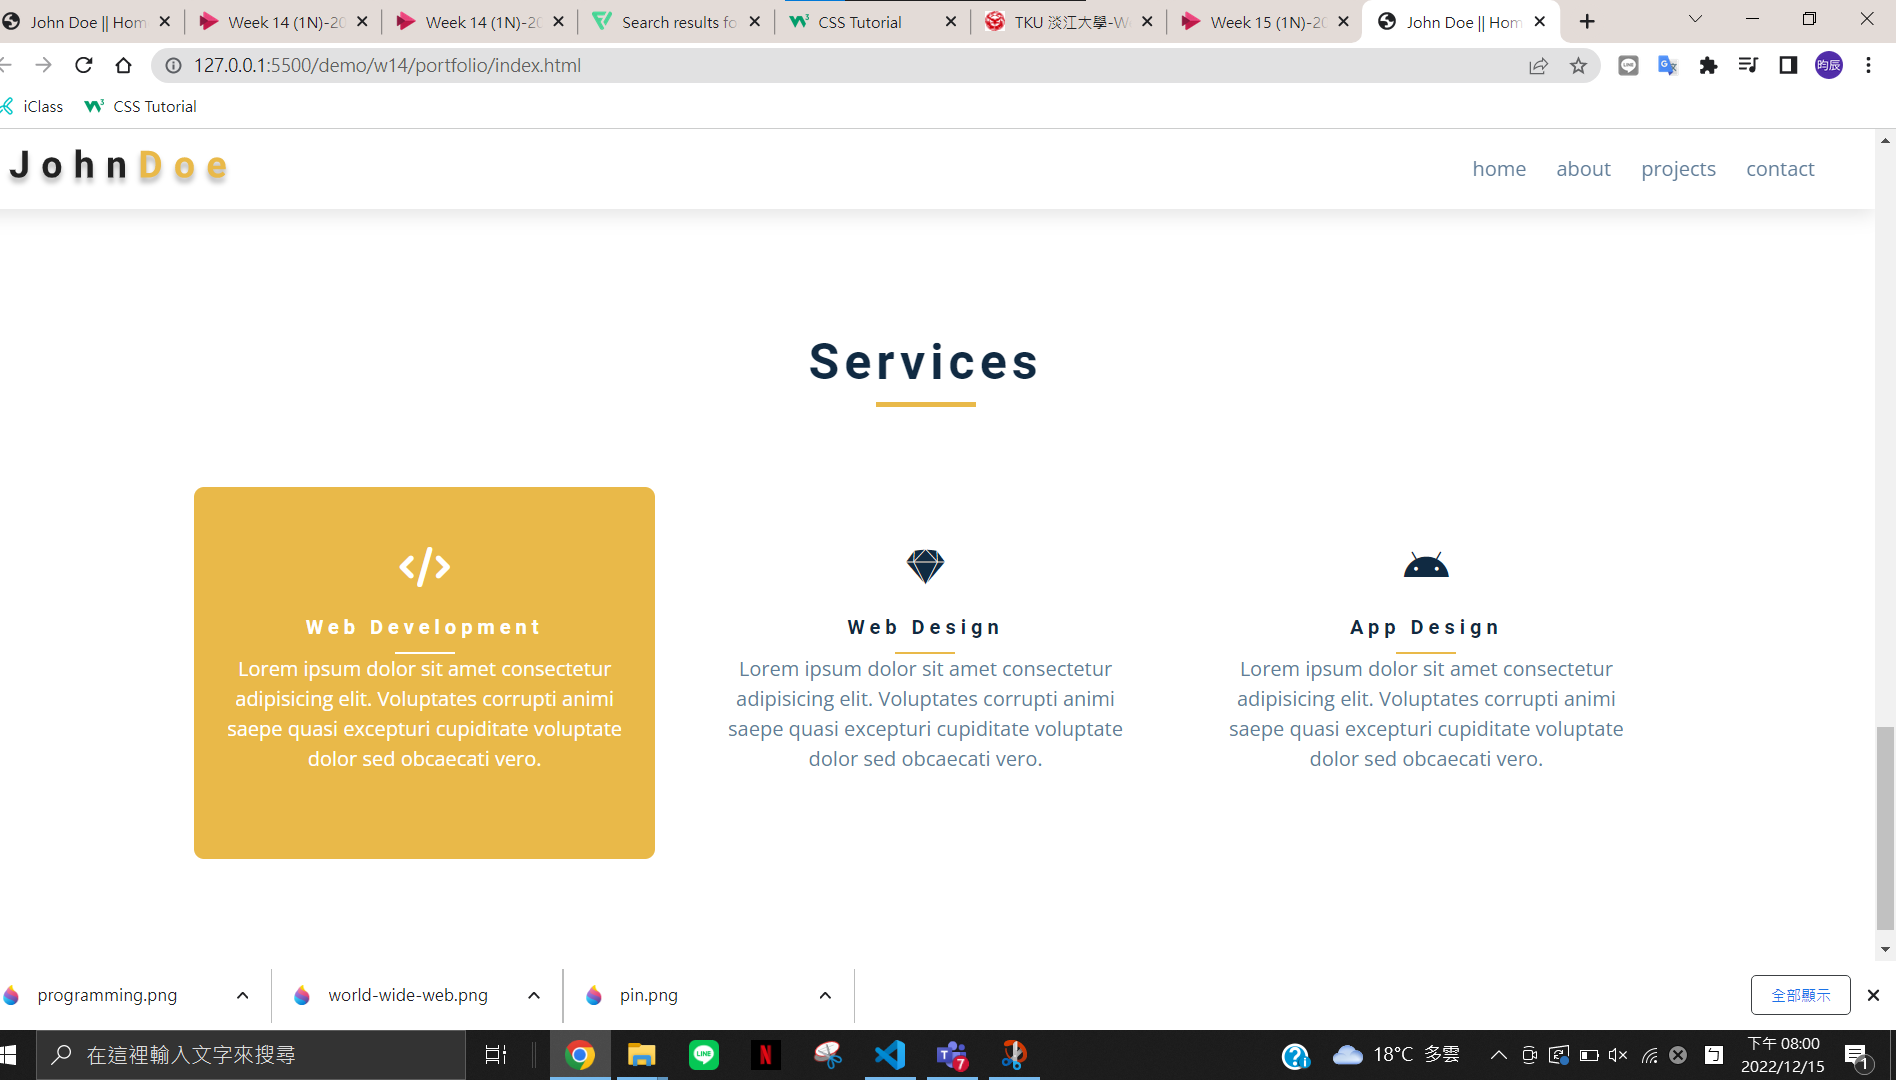 John Doe || Hom
Week 14 (1N)-20
Week 14 (1N)-20
Search results fo
CSS Tutorial
TKU 淡江大學-W
Week 15 (1N)-20
John Doe || Hom
127.0.0.1:5500/demo/w14/portfolio/index.html
昀辰
iClass
CSS Tutorial
JohnDoe
home
about
projects
contact
Services
Web Development
Lorem ipsum dolor sit amet consectetur
adipisicing elit. Voluptates corrupti animi
saepe quasi excepturi cupiditate voluptate
dolor sed obcaecati vero.
Web Design
Lorem ipsum dolor sit amet consectetur
adipisicing elit. Voluptates corrupti animi
saepe quasi excepturi cupiditate voluptate
dolor sed obcaecati vero.
App Design
Lorem ipsum dolor sit amet consectetur
adipisicing elit. Voluptates corrupti animi
saepe quasi excepturi cupiditate voluptate
dolor sed obcaecati vero.
programming.png
world-wide-web.png
pin.png
全部顯示
在這裡輸入文字來搜尋
LINE
N
T
7
18°C 多雲
ㄅ
下午 08:00
2022/12/15
1